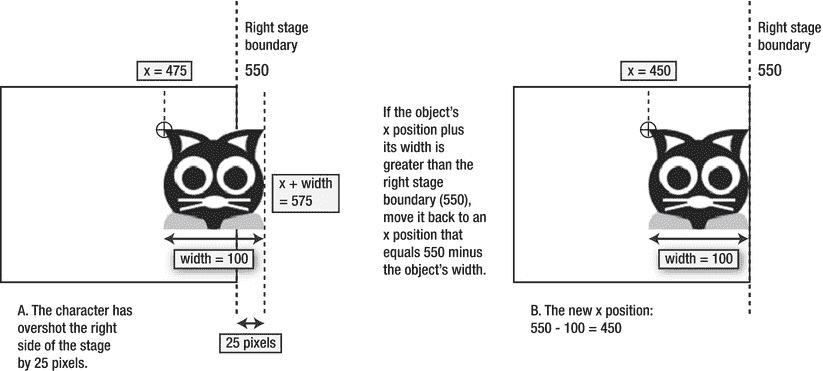 Right stage
boundary
550
x = 475
x + width
= 575
width = 100
A. The character has
overshot the right
side of the stage
by 25 pixels.
25 pixels
If the object's
x position plus
its width is
greater than the
right stage
boundary (550),
move it back to an
x position that
equals 550 minus
the object's width.
Right stage
boundary
550
x = 450
width = 100
B. The new x position:
550 - 100 = 450